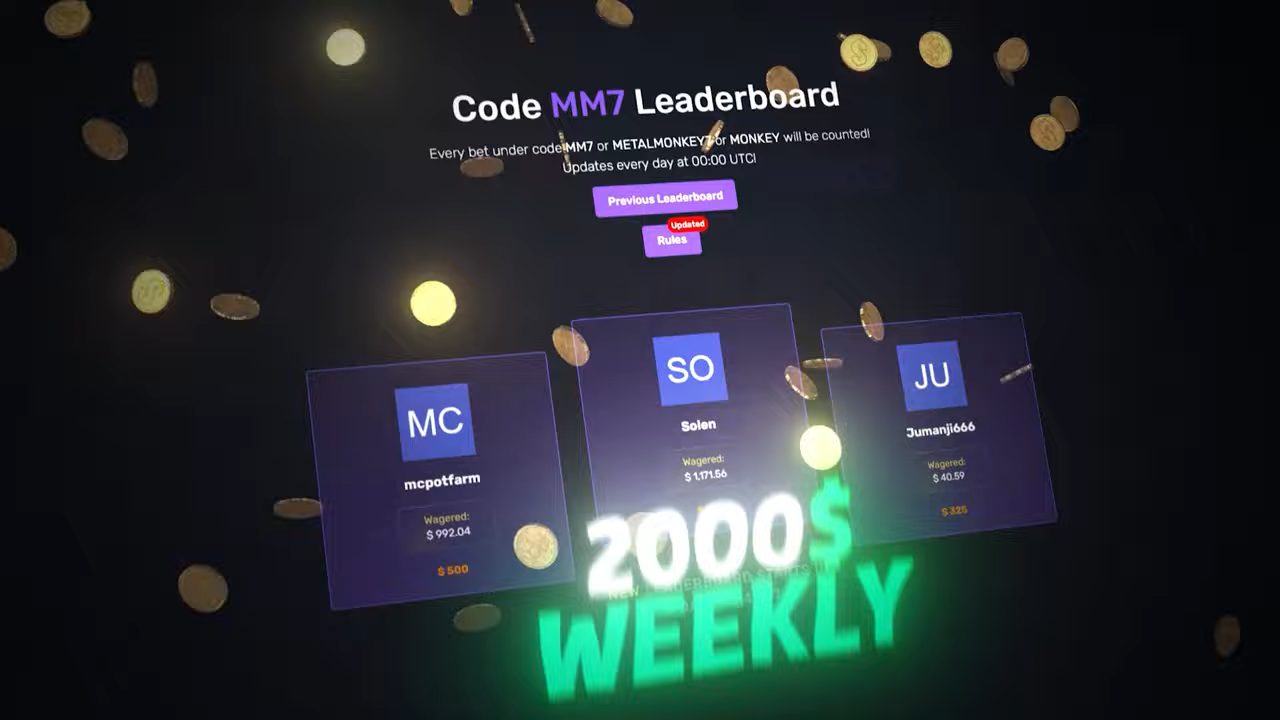 Code MM7 Leaderboard
Every bet under code MM7 or METALMONKEY7 or MONKEY will be counted!
Updates every day at 00:00 UTC!
Previous Leaderboard
Updated
Rules
MC
mcpotfarm
Wagered:
$ 992.04
$ 500
SO
Solen
Wagered:
$ 1,171.56
JU
Jumanji666
Wagered:
$ 40.59
$ 325
2000$
WEEKLY